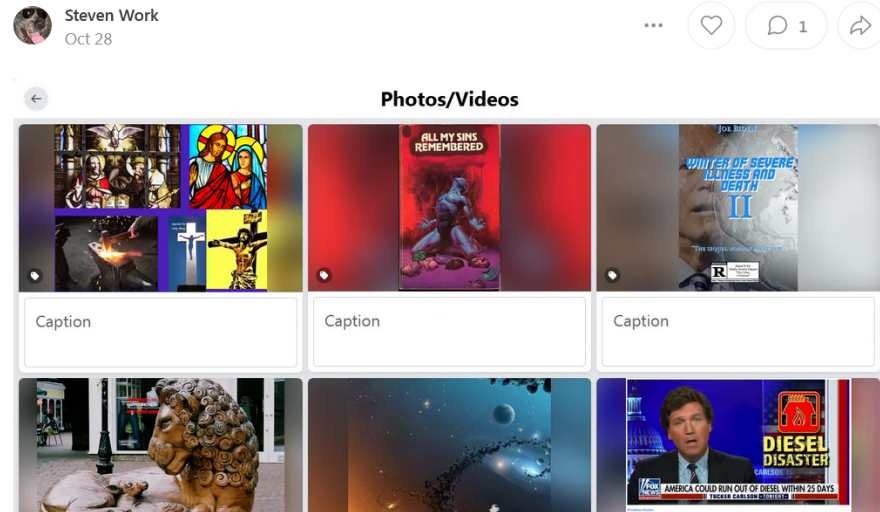 Steven Work
Oct 28
1
Photos/Videos
ALL MY SINS
REMEMBERED
JOE BIDEN
WINTER OF SEVERE
ILLNESS AND
DEATH
II
R
Caption
Caption
Caption
DIESEL
DISASTER
CARLSON
FOX
NEWS
AMERICA COULD RUN OUT OF DIESEL WITHIN 25 DAYS
TUCKER CARLSON TONIGHT